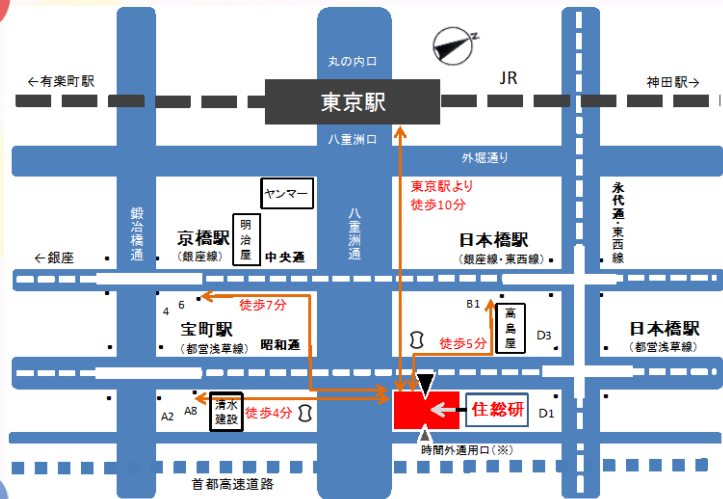 丸の内口
Z
←有楽町駅
JR
神田駅→
東京駅
八重洲口
外堀通り
東京駅より
徒歩10分
ヤンマー
永代通・東西線
鍛冶橋通
八重洲通
明治屋
京橋駅
(銀座線)
中央通
日本橋駅
(銀座線・東西線)
←銀座
4
6
徒歩7分
B1
高島屋
宝町駅
(都営浅草線)
昭和通
徒歩5分
D3
日本橋駅
(都営浅草線)
A2
A8
清水
建設
徒歩4分
住総研
D1
時間外通用口(※)
首都高速道路